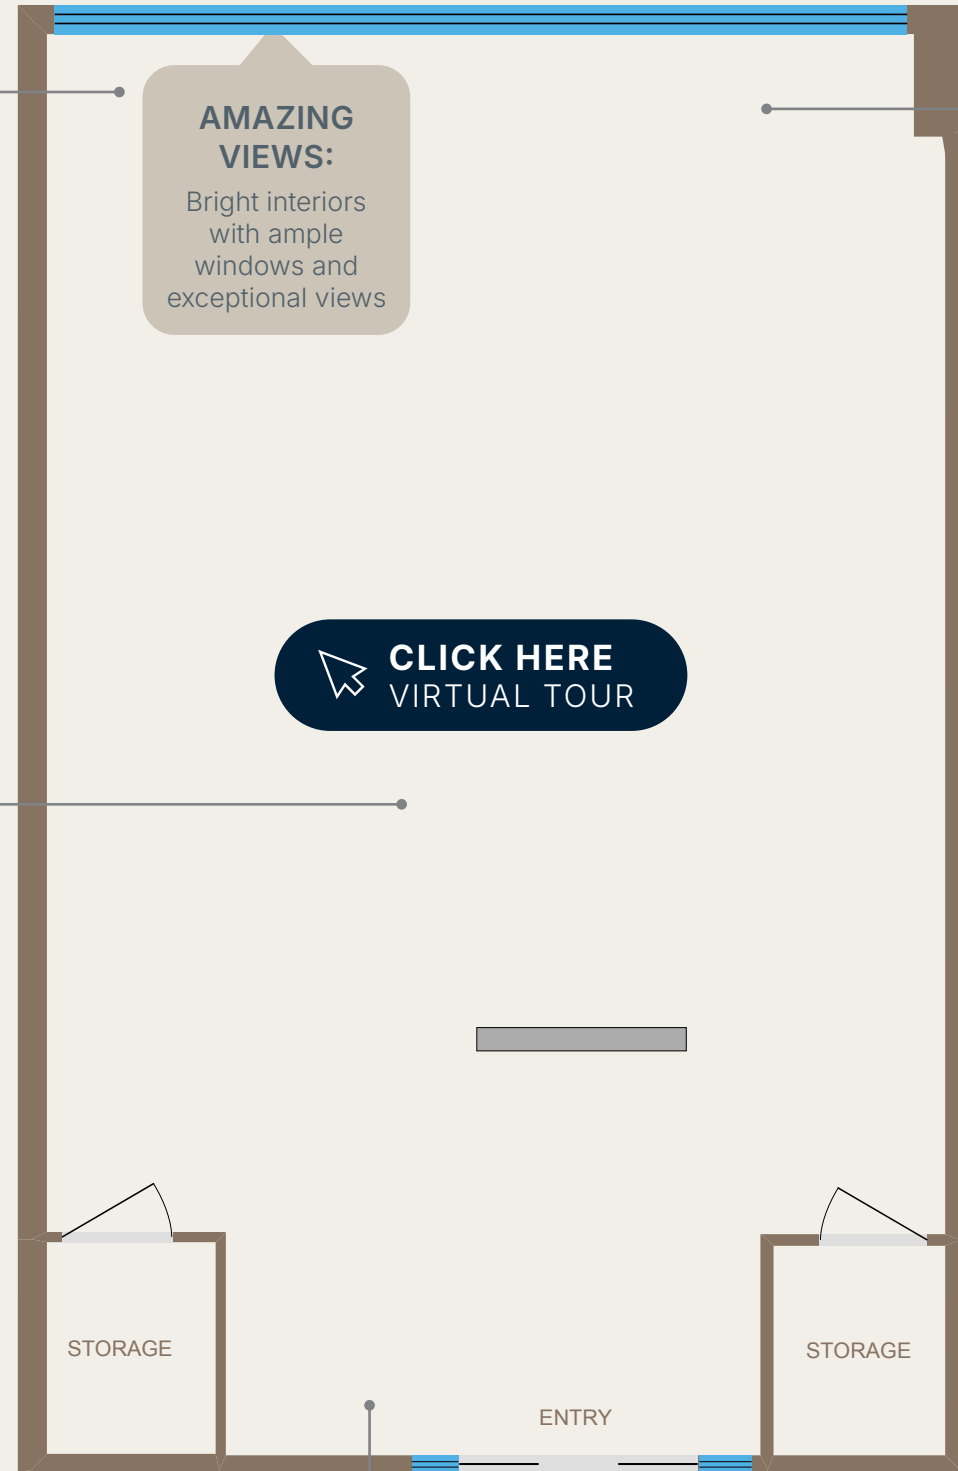 AMAZING
VIEWS:
Bright interiors
with ample
windows and
exceptional views
CLICK HERE
VIRTUAL TOUR
STORAGE
STORAGE
ENTRY